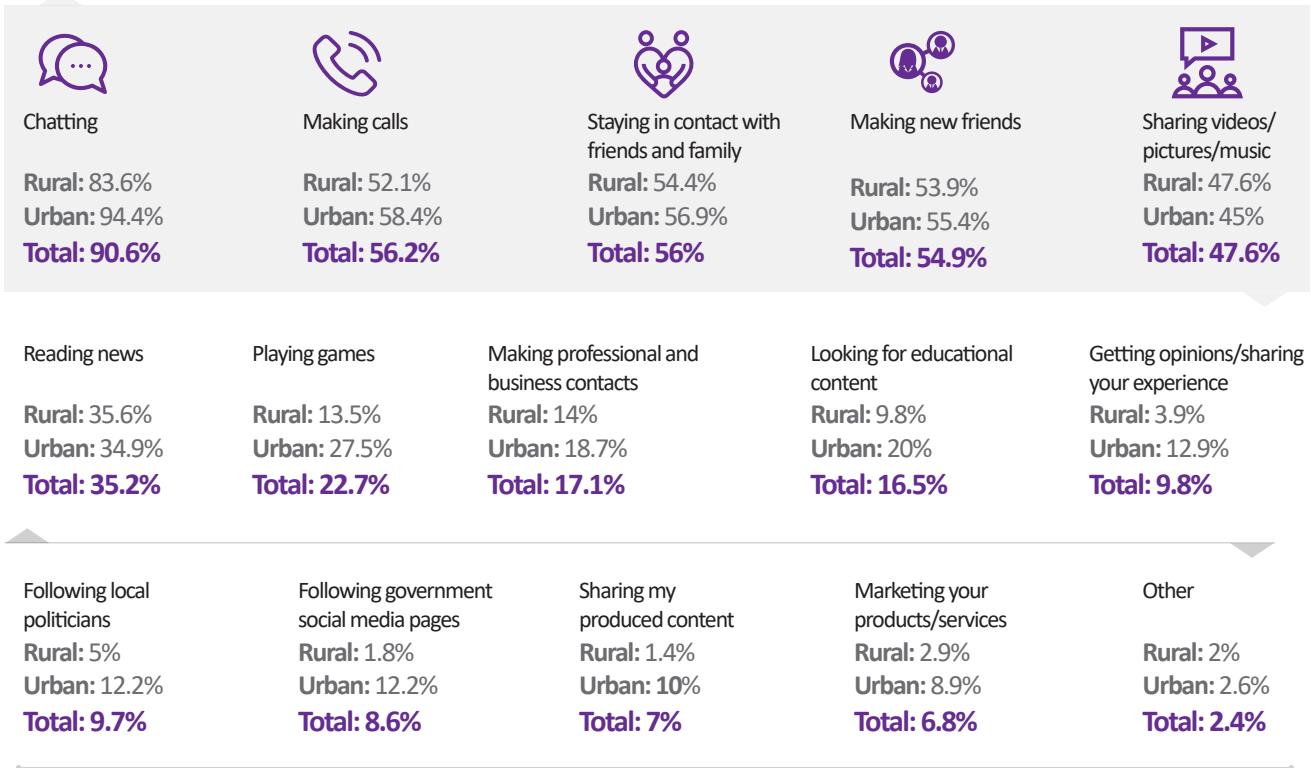 Chatting
Rural: 83.6%
Urban: 94.4%
Total: 90.6%
Making calls
Rural: 52.1%
Urban: 58.4%
Total: 56.2%
Staying in contact with
friends and family
Rural: 54.4%
Urban: 56.9%
Total: 56%
Making new friends
Rural: 53.9%
Urban: 55.4%
Total: 54.9%
Sharing videos/
pictures/music
Rural: 47.6%
Urban: 45%
Total: 47.6%
Reading news
Rural: 35.6%
Urban: 34.9%
Total: 35.2%
Playing games
Rural: 13.5%
Urban: 27.5%
Total: 22.7%
Making professional and
business contacts
Rural: 14%
Urban: 18.7%
Total: 17.1%
Looking for educational
content
Rural: 9.8%
Urban: 20%
Total: 16.5%
Getting opinions/sharing
your experience
Rural: 3.9%
Urban: 12.9%
Total: 9.8%
Following local
politicians
Rural: 5%
Urban: 12.2%
Total: 9.7%
Following government
social media pages
Rural: 1.8%
Urban: 12.2%
Total: 8.6%
Sharing my
produced content
Rural: 1.4%
Urban: 10%
Total: 7%
Marketing your
products/services
Rural: 2.9%
Urban: 8.9%
Total: 6.8%
Other
Rural: 2%
Urban: 2.6%
Total: 2.4%